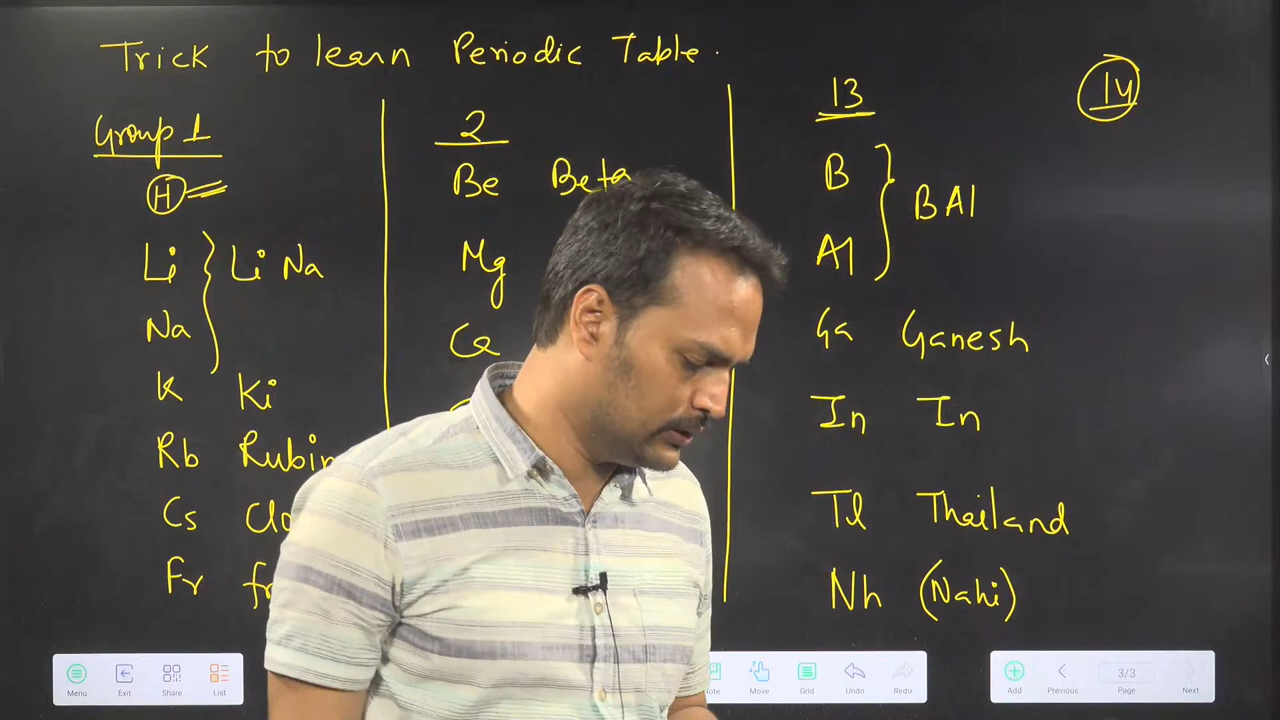 Trick to learn Periodic Table.
Group 1
H
Li
Na
Li Na
K Ki
Rb
Cs
Fr
2
Be Beta
Mg
Ca
13
B
Al
B Al
Ga Ganesh
In In
Tl Thailand
Nh (Nahi)
14
Menu
Exit
Share
List
Move
Grid
Undo
Redo
Add
Previous
3/3
Page
Next